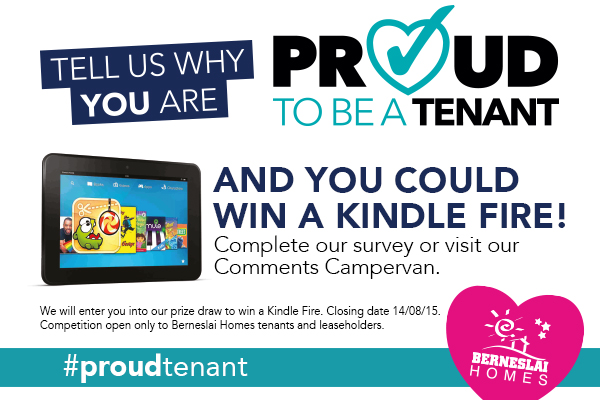 TELL US WHY
YOU ARE
PROUD
TO BE A TENANT
AND YOU COULD
WIN A KINDLE FIRE!
Complete our survey or visit our
Comments Campervan.
We will enter you into our prize draw to win a Kindle Fire. Closing date 14/08/15.
Competition open only to Berneslai Homes tenants and leaseholders.
BERNESLAI
HOMES
#proudtenant